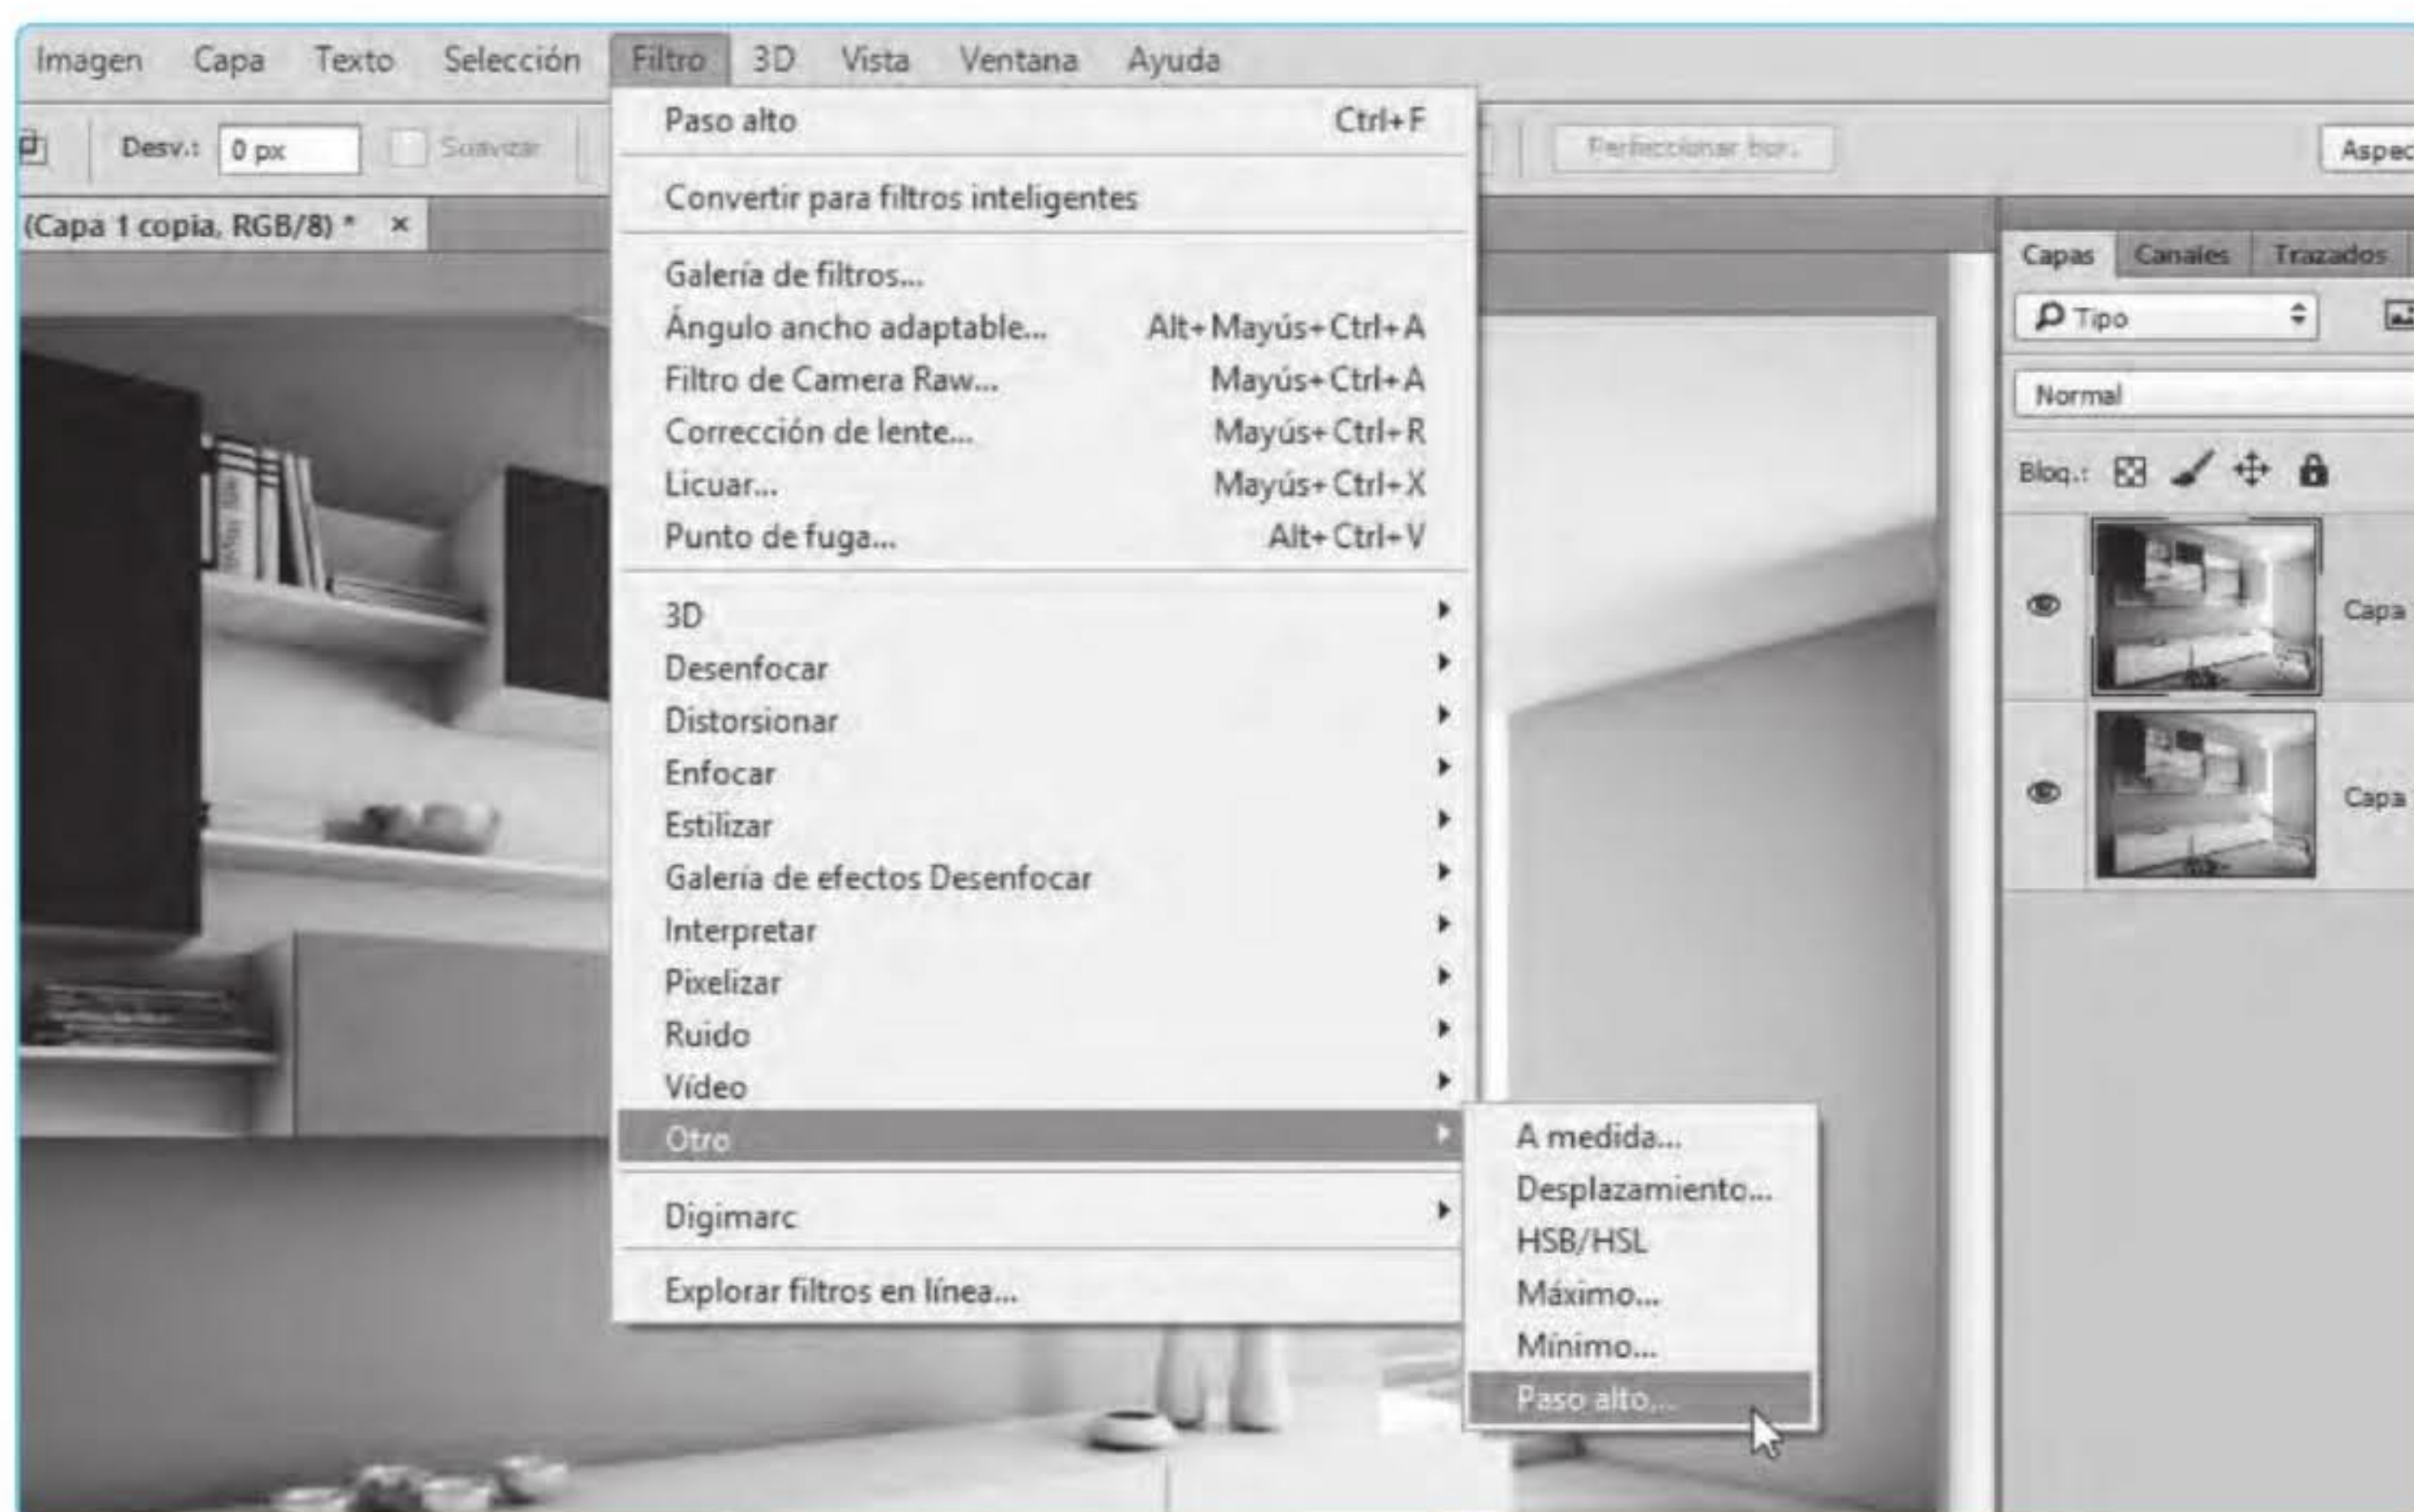 Imagen Capa Texto Selección Filtro 3D Vista Ventana Ayuda
Desv.: 0 px Suavizar Perfeccionar bor. Aspec
(Capa 1 copia, RGB/8) * ×
Paso alto Ctrl+F
Convertir para filtros inteligentes
Galería de filtros...
Ángulo ancho adaptable... Alt+Mayús+Ctrl+A
Filtro de Camera Raw... Mayús+Ctrl+A
Corrección de lente... Mayús+Ctrl+R
Licuar... Mayús+Ctrl+X
Punto de fuga... Alt+Ctrl+V
3D
Desenfocar
Distorsionar
Enfocar
Estilizar
Galería de efectos Desenfocar
Interpretar
Pixelizar
Ruido
Vídeo
Otro
Digimarc
Explorar filtros en línea...
A medida...
Desplazamiento...
HSB/HSL
Máximo...
Mínimo...
Paso alto...
Capas Canales Trazados
Tipo
Normal
Bloq.:
Capa
Capa